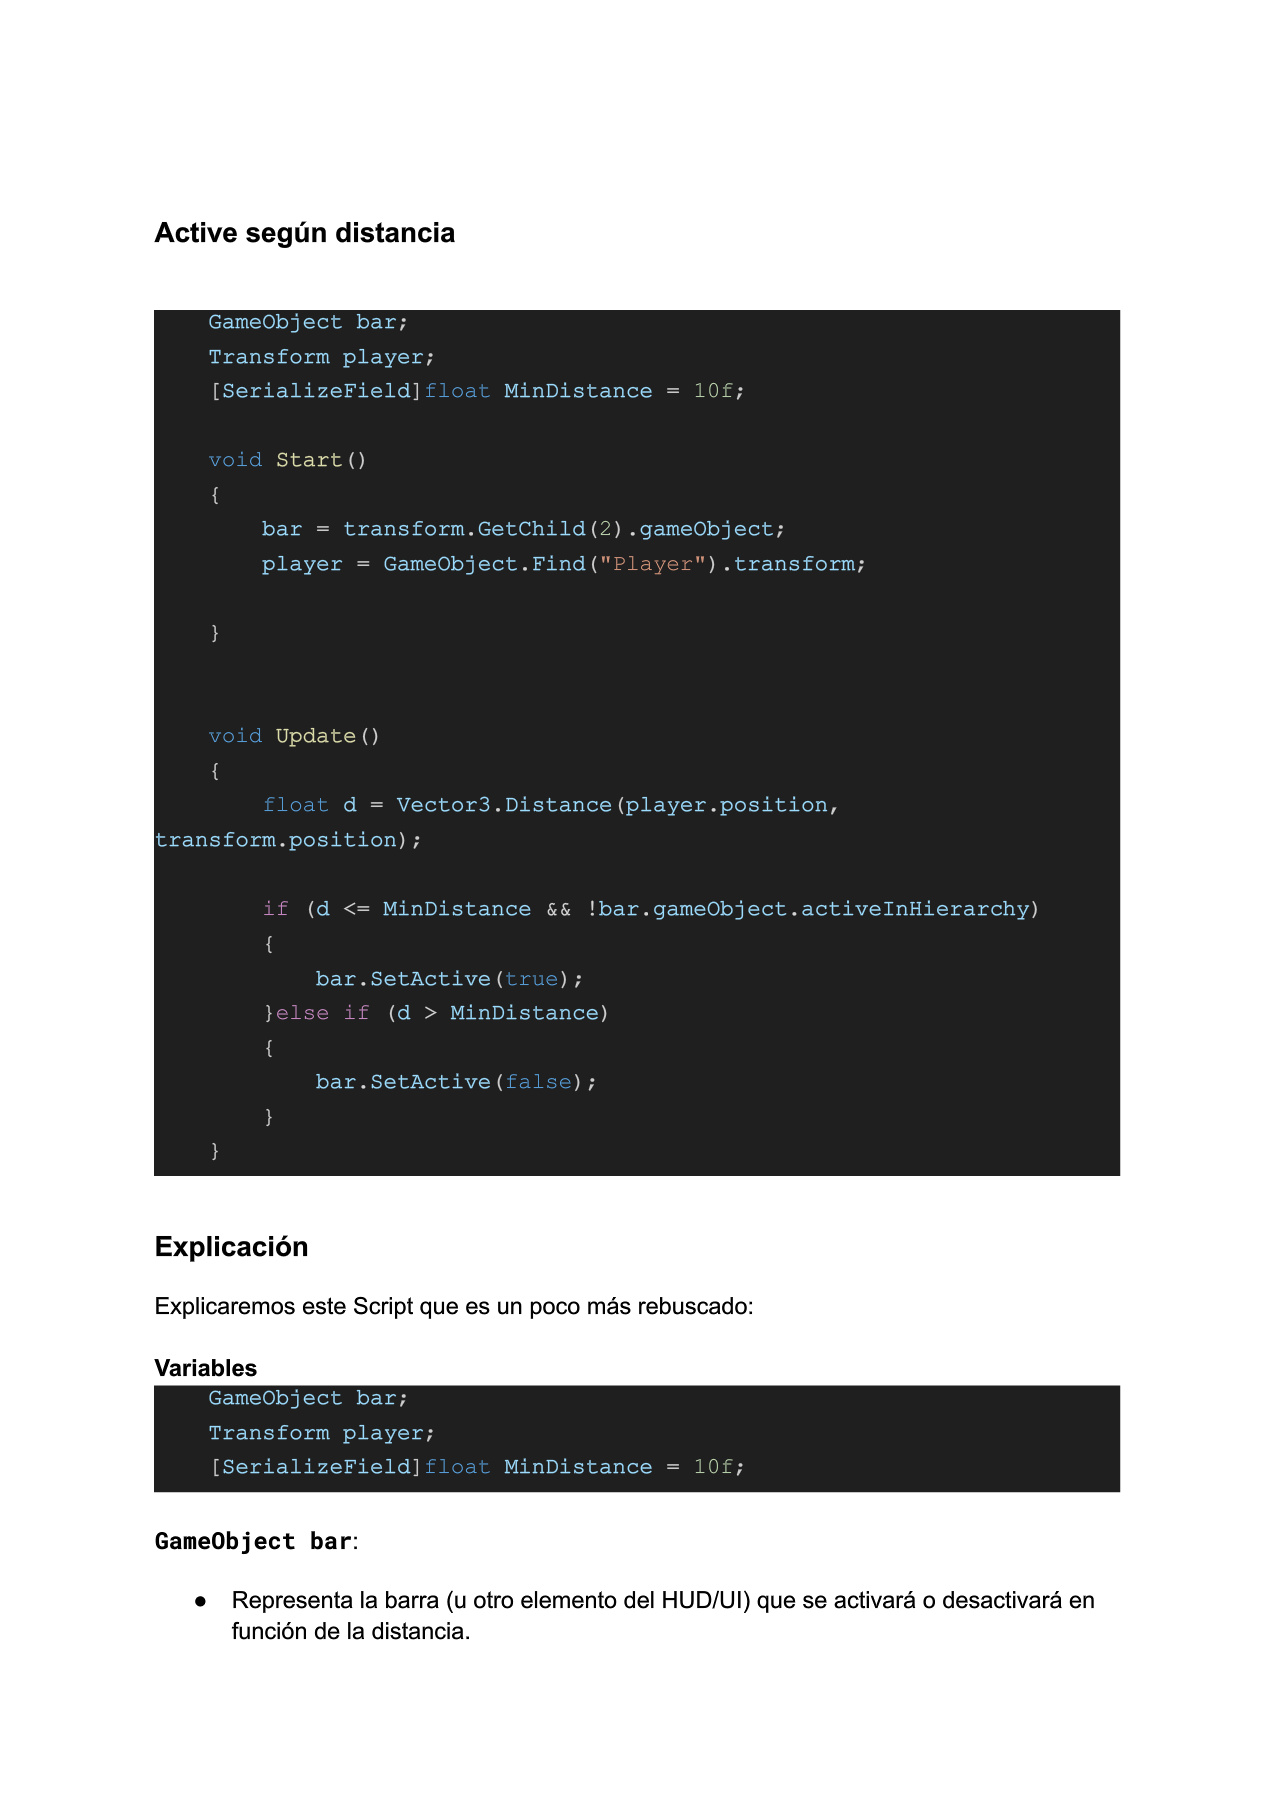 Active según distancia
GameObject bar;
Transform player;
[SerializeField]float MinDistance = 10f;
void Start()
{
bar = transform.GetChild(2).gameObject;
player = GameObject.Find("Player").transform;
}
void Update()
{
float d = Vector3.Distance(player.position,
transform.position);
if (d <= MinDistance && !bar.gameObject.activeInHierarchy)
{
bar.SetActive(true);
}else if (d > MinDistance)
{
bar.SetActive(false);
}
}
Explicación
Explicaremos este Script que es un poco más rebuscado:
Variables
GameObject bar;
Transform player;
[SerializeField]float MinDistance = 10f;
GameObject bar:
● Representa la barra (u otro elemento del HUD/UI) que se activará o desactivará en
función de la distancia.